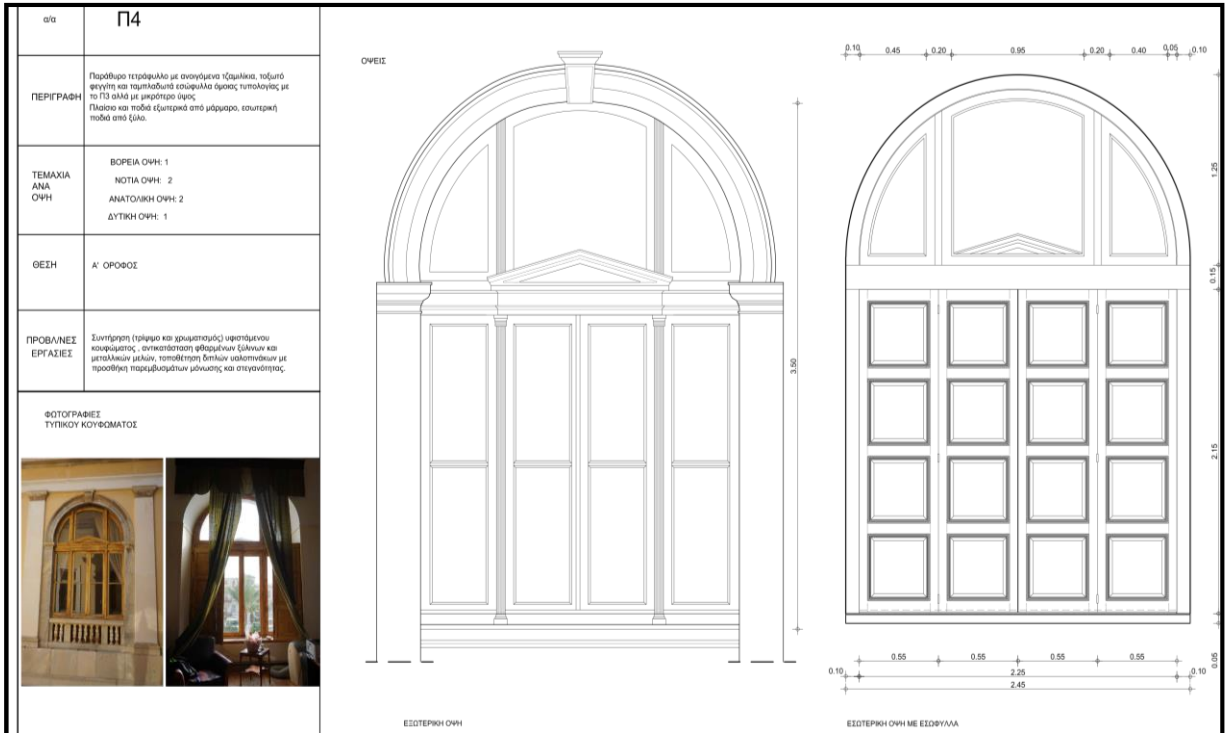 α/α
Π4
ΠΕΡΙΓΡΑΦΗ
Παράθυρο τετράφυλλο με ανοιγόμενα τζαμιλίκια, τοξωτό
φεγγίτη και ταμπλαδωτά εσώφυλλα όμοιας τυπολογίας με
το Π3 αλλά με μικρότερο ύψος
Πλαίσιο και ποδιά εξωτερικά από μάρμαρο, εσωτερική
ποδιά από ξύλο.
ΤΕΜΑΧΙΑ
ΑΝΑ
ΟΨΗ
ΒΟΡΕΙΑ ΟΨΗ: 1
ΝΟΤΙΑ ΟΨΗ: 2
ΑΝΑΤΟΛΙΚΗ ΟΨΗ: 2
ΔΥΤΙΚΗ ΟΨΗ: 1
ΘΕΣΗ
Α' ΟΡΟΦΟΣ
ΠΡΟΒΛ/ΝΕΣ
ΕΡΓΑΣΙΕΣ
Συντήρηση (τρίψιμο και χρωματισμός) υφιστάμενου
κουφώματος , αντικατάσταση φθαρμένων ξύλινων και
μεταλλικών μελών, τοποθέτηση διπλών υαλοπινάκων με
προσθήκη παρεμβυσμάτων μόνωσης και στεγανότητας.
ΦΩΤΟΓΡΑΦΙΕΣ
ΤΥΠΙΚΟΥ ΚΟΥΦΩΜΑΤΟΣ
ΟΨΕΙΣ
3.50
ΕΞΩΤΕΡΙΚΗ ΟΨΗ
0.10 0.45 0.20 0.95 0.20 0.40 0.05 0.10
1.25
0.15
2.15
0.05
0.55 0.55 0.55 0.55
0.10 2.25 0.10
2.45
ΕΣΩΤΕΡΙΚΗ ΟΨΗ ΜΕ ΕΣΩΦΥΛΛΑ